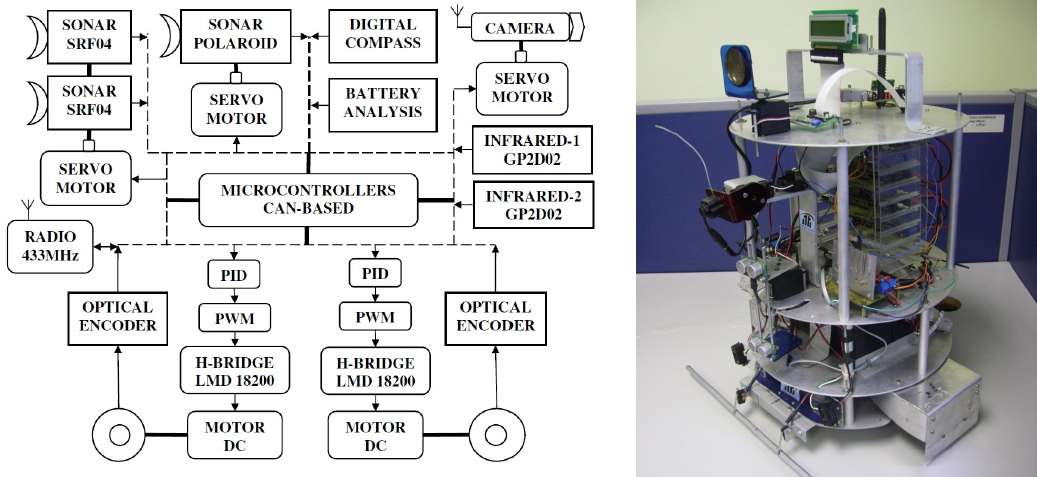 SONAR
SRF04
SONAR
POLAROID
DIGITAL
COMPASS
CAMERA
SONAR
SRF04
SERVO
MOTOR
BATTERY
ANALYSIS
SERVO
MOTOR
SERVO
MOTOR
INFRARED-1
GP2D02
MICROCONTROLLERS
CAN-BASED
INFRARED-2
GP2D02
RADIO
433MHz
PID
PID
OPTICAL
ENCODER
PWM
PWM
OPTICAL
ENCODER
H-BRIDGE
LMD 18200
H-BRIDGE
LMD 18200
MOTOR
DC
MOTOR
DC